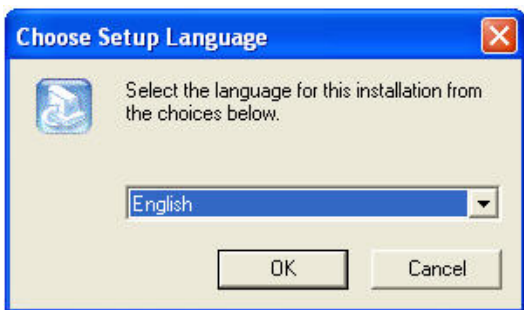 Choose Setup Language
Select the language for this installation from
the choices below.
English
OK
Cancel